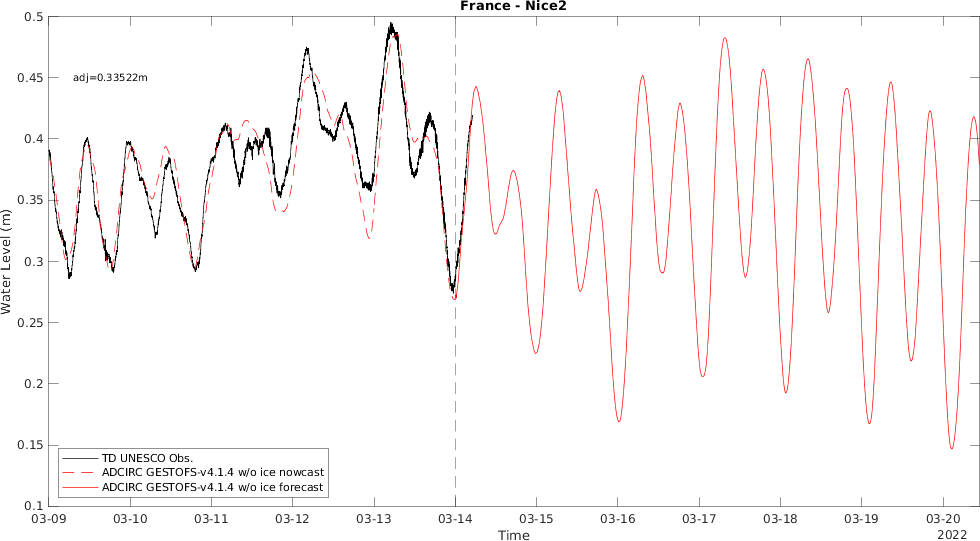 France - Nice2
0.5
0.45
adj=0.33522m
0.4
0.35
Water Level (m)
0.3
0.25
0.2
0.15
TD UNESCO Obs.
ADCIRC GESTOFS-v4.1.4 w/o ice nowcast
ADCIRC GESTOFS-v4.1.4 w/o ice forecast
0.1
03-09 03-10 03-11 03-12 03-13 03-14 03-15 03-16 03-17 03-18 03-19 03-20
Time
2022